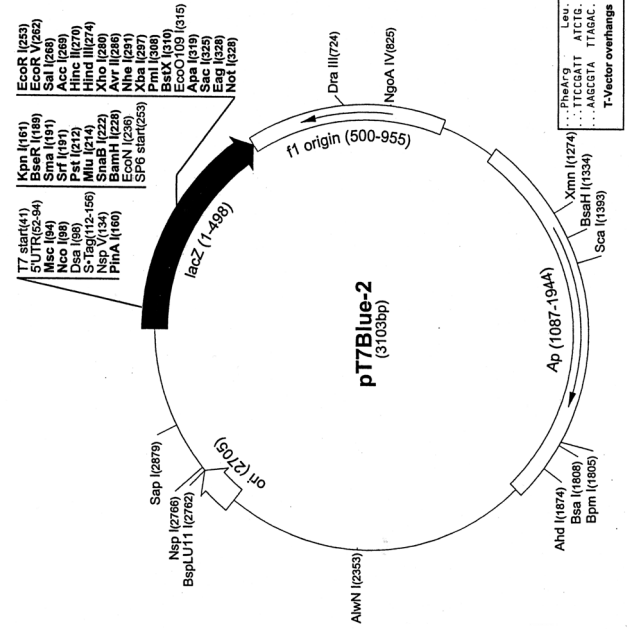 T7 start(41)
5'UTR(52-94)
Msc I(94)
Nco I(98)
Dsa I(98)
S•Tag(112-156)
Nsp V(134)
PinA I(160)
Kpn I(161)
BseR I(189)
Sma I(191)
Srf I(191)
Pst I(212)
Mlu I(214)
SnaB I(222)
BamH I(228)
EcoN I(236)
SP6 start(253)
EcoR I(253)
EcoR V(262)
Sal I(268)
Acc I(269)
Hinc II(270)
Hind III(274)
Xho I(280)
Avr II(286)
Nhe I(291)
Xba I(297)
Pml I(308)
BstX I(310)
EcoO109 I(315)
Apa I(319)
Sac I(325)
Eag I(328)
Not I(328)
lacZ (1-498)
Dra III(724)
NgoA IV(825)
f1 origin (500-955)
Xmn I(1274)
BsaH I(1334)
Sca I(1393)
Ap (1087-1944)
pT7Blue-2
(3103bp)
Ahd I(1874)
Bsa I(1808)
Bpm I(1805)
AlwN I(2353)
ori (2705)
Nsp I(2766)
BspLU11 I(2762)
Sap I(2879)
...PheArg Leu.
...TTCCGATT ATCTG.
...AAGCGTA TTAGAC.
T-Vector overhangs